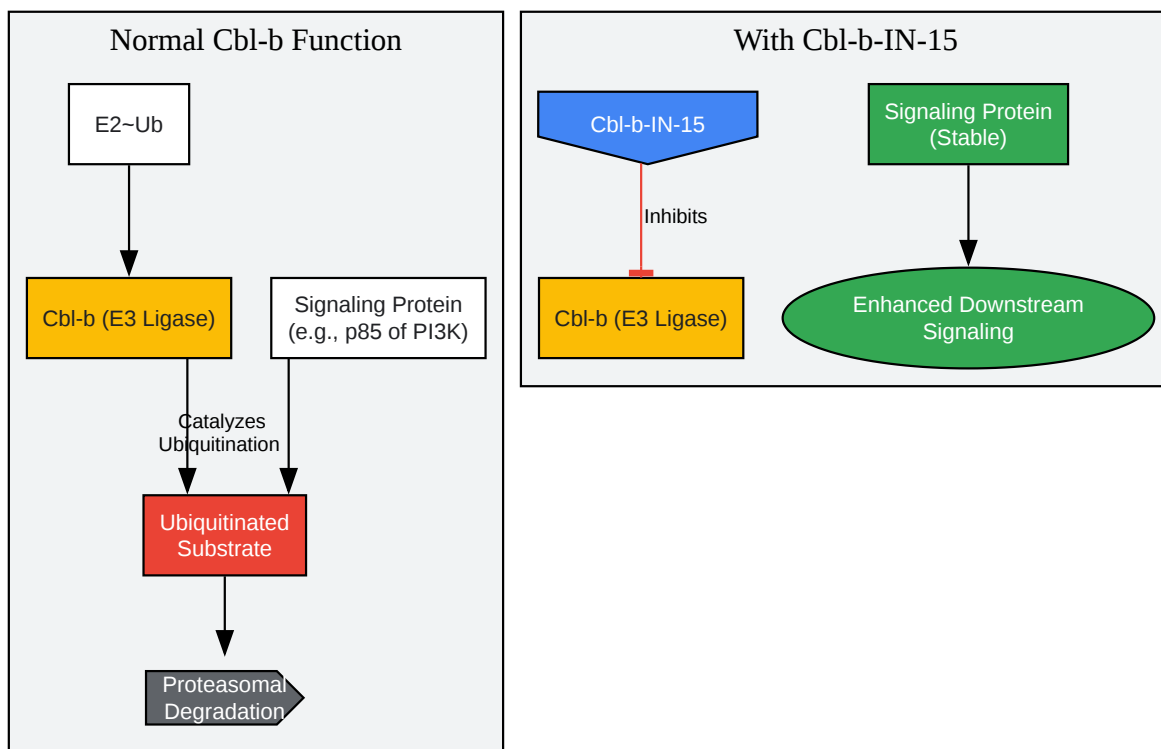 Normal Cbl-b Function
E2~Ub
Cbl-b (E3 Ligase)
Signaling Protein
(e.g., p85 of PI3K)
Catalyzes
Ubiquitination
Ubiquitinated
Substrate
Proteasomal
Degradation
With Cbl-b-IN-15
Cbl-b-IN-15
Signaling Protein
(Stable)
Inhibits
Cbl-b (E3 Ligase)
Enhanced Downstream
Signaling